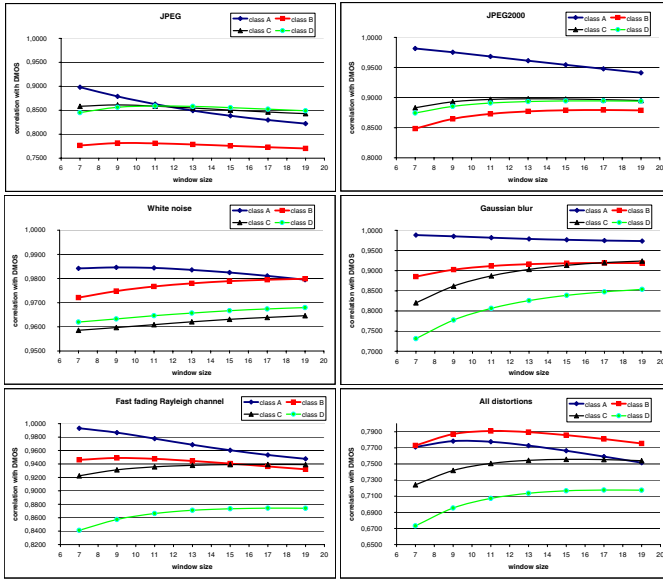 JPEG
class A class B
class C class D
correlation with DMOS
1,0000
0,9500
0,9000
0,8500
0,8000
0,7500
6 7 8 9 10 11 12 13 14 15 16 17 18 19 20
window size
JPEG2000
class A class B
class C class D
correlation with DMOS
1,0000
0,9500
0,9000
0,8500
0,8000
6 7 8 9 10 11 12 13 14 15 16 17 18 19 20
window size
White noise
class A class B
class C class D
correlation with DMOS
1,0000
0,9900
0,9800
0,9700
0,9600
0,9500
6 7 8 9 10 11 12 13 14 15 16 17 18 19 20
window size
Gaussian blur
class A class B
class C class D
correlation with DMOS
1,0000
0,9500
0,9000
0,8500
0,8000
0,7500
0,7000
6 7 8 9 10 11 12 13 14 15 16 17 18 19 20
window size
Fast fading Rayleigh channel
class A class B
class C class D
correlation with DMOS
1,0000
0,9800
0,9600
0,9400
0,9200
0,9000
0,8800
0,8600
0,8400
0,8200
6 7 8 9 10 11 12 13 14 15 16 17 18 19 20
window size
All distortions
class A class B
class C class D
correlation with DMOS
0,7900
0,7700
0,7500
0,7300
0,7100
0,6900
0,6700
0,6500
6 7 8 9 10 11 12 13 14 15 16 17 18 19 20
window size